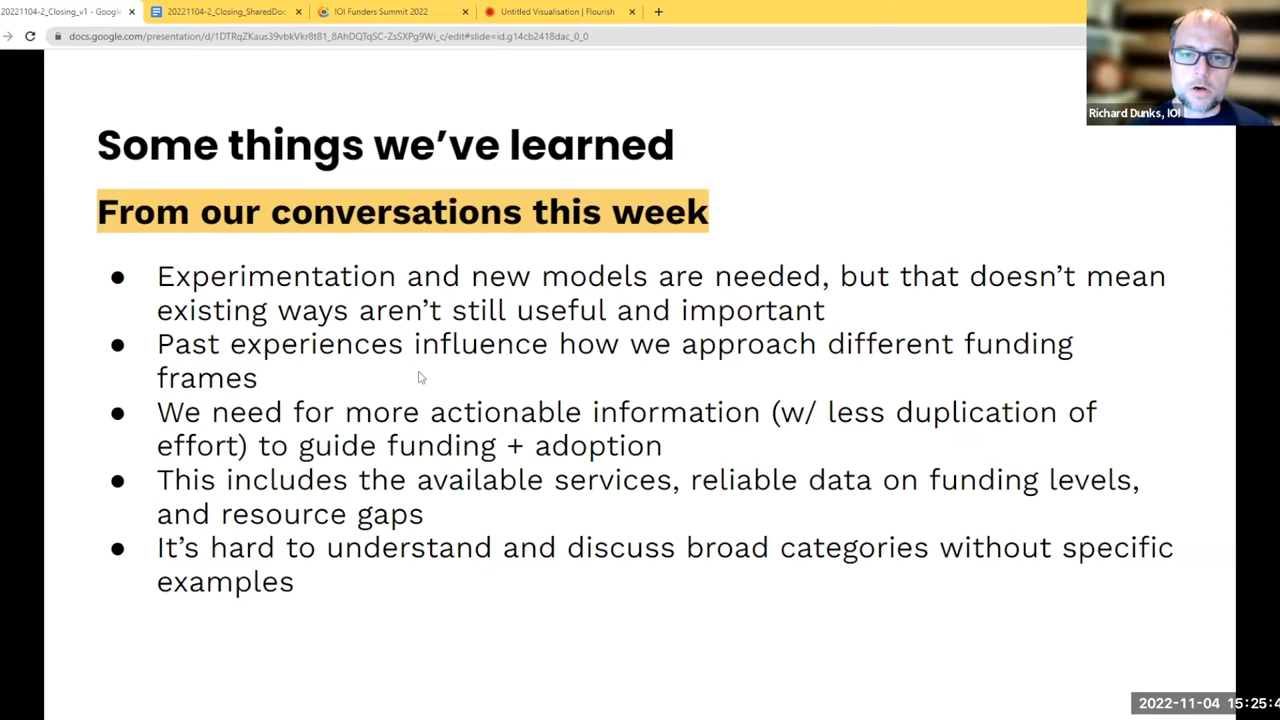 20221104-2_Closing_v1 - Googl
20221104-2_Closing_SharedDoc
IOI Funders Summit 2022
Untitled Visualisation | Flourish
docs.google.com/presentation/d/1DTRqZKaus39vbkVkr8t81_8AhDQTqSC-ZsSXPg9Wi_c/edit#slide=id.g14cb2418dac_0_0
Richard Dunks, IOI
Some things we've learned
From our conversations this week
● Experimentation and new models are needed, but that doesn't mean
existing ways aren't still useful and important
● Past experiences influence how we approach different funding
frames
● We need for more actionable information (w/ less duplication of
effort) to guide funding + adoption
● This includes the available services, reliable data on funding levels,
and resource gaps
● It's hard to understand and discuss broad categories without specific
examples
2022-11-04 15:25:4